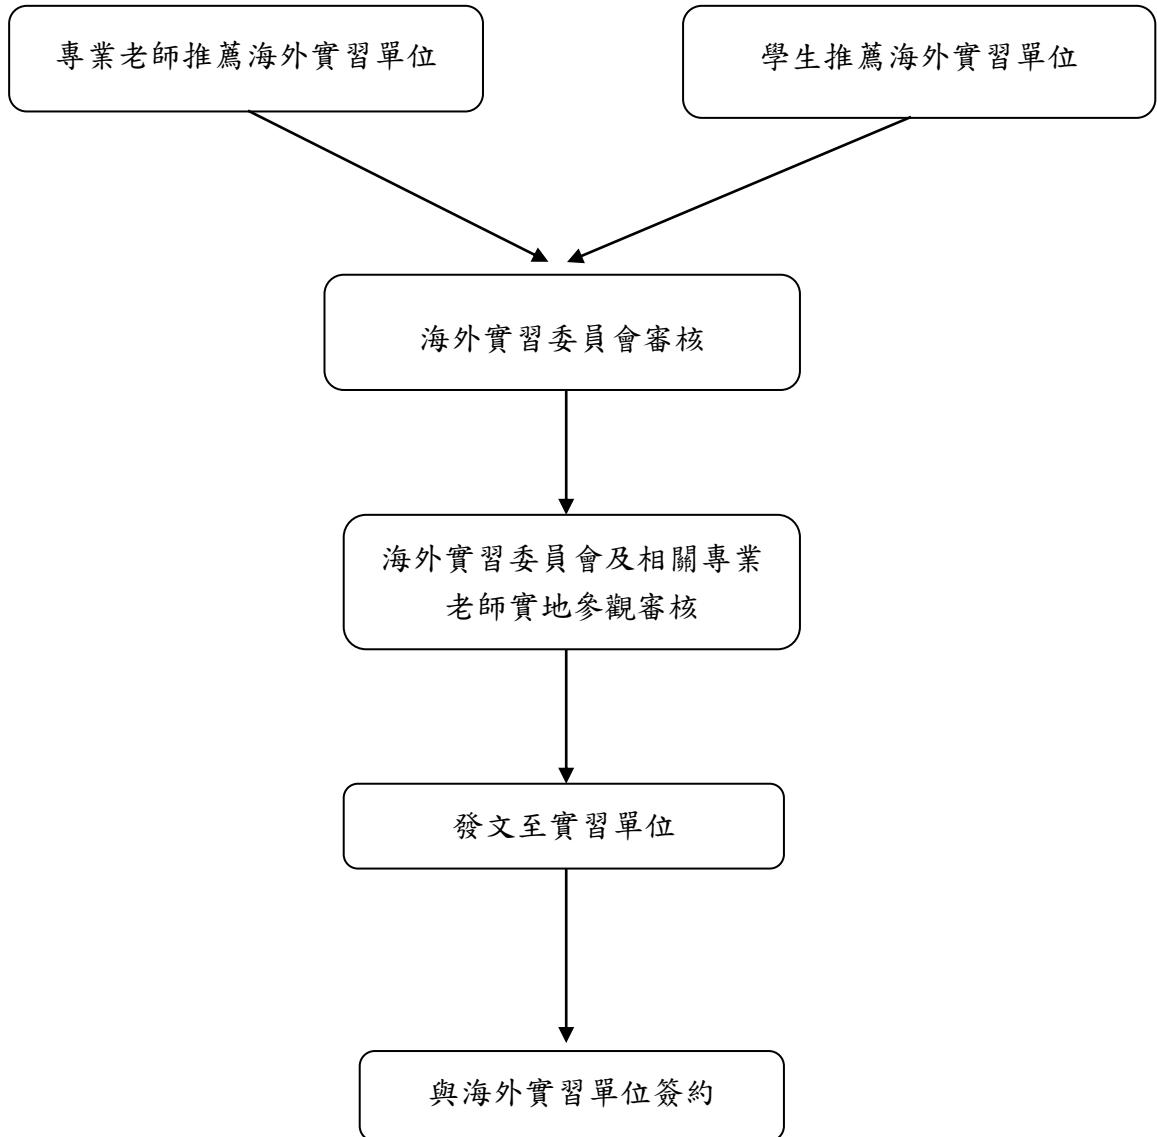 專業老師推薦海外實習單位
學生推薦海外實習單位
海外實習委員會審核
海外實習委員會及相關專業
老師實地參觀審核
發文至實習單位
與海外實習單位簽約